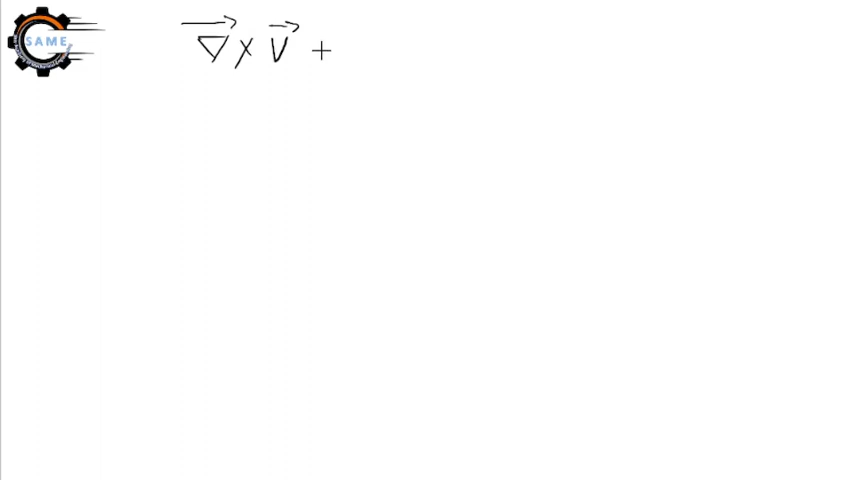 SAME
∇⃗ × V⃗ +